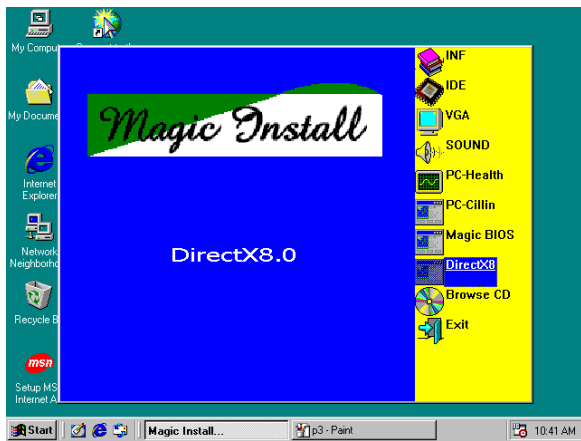 My Compu
My Docume
Internet
Explorer
Network
Neighborho
Recycle B
msn
Setup MS
Internet A
Magic Install
DirectX8.0
INF
IDE
VGA
SOUND
PC-Health
PC-Cillin
Magic BIOS
DirectX8
Browse CD
Exit
Start
Magic Install...
p3 - Paint
10:41 AM